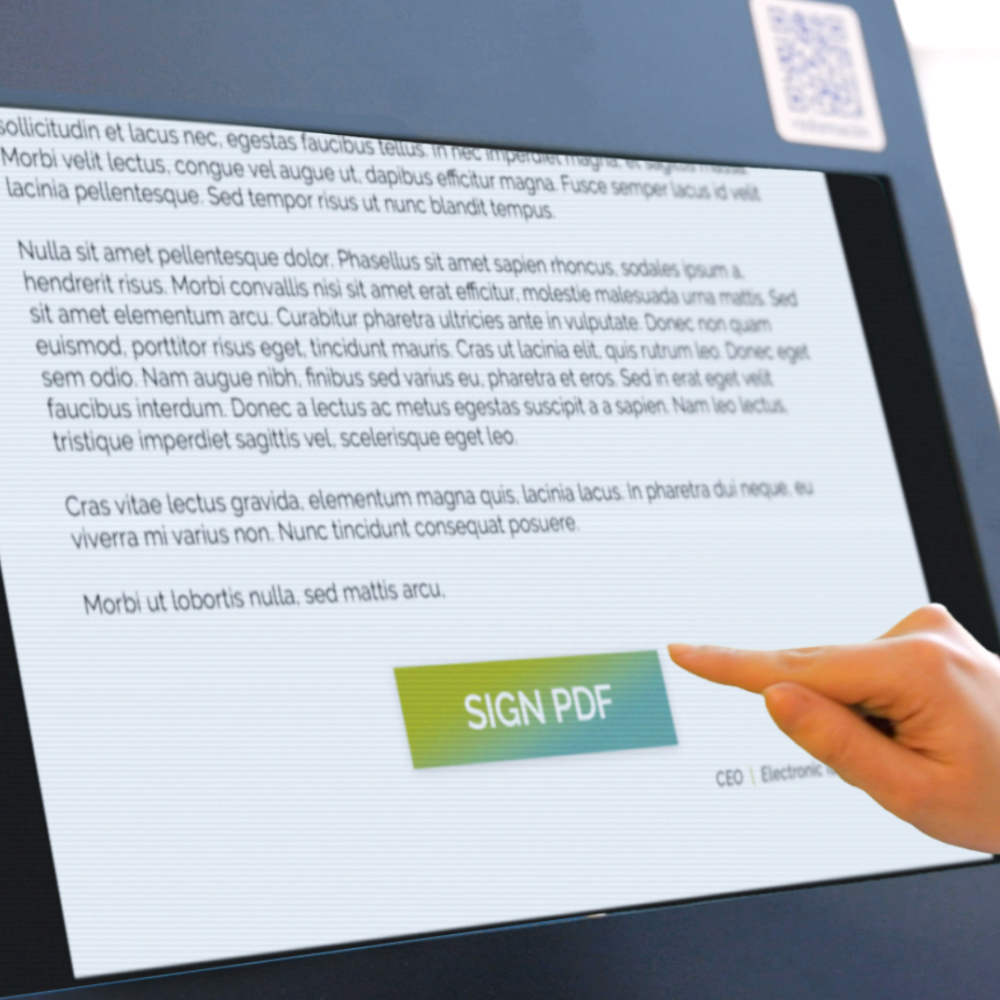 sollicitudin et lacus nec, egestas faucibus tellus. In nec imperdiet magna, et sagittis massa.
Morbi velit lectus, congue vel augue ut, dapibus efficitur magna. Fusce semper lacus id velit
lacinia pellentesque. Sed tempor risus ut nunc blandit tempus.
Nulla sit amet pellentesque dolor. Phasellus sit amet sapien rhoncus, sodales ipsum a,
hendrerit risus. Morbi convallis nisi sit amet erat efficitur, molestie malesuada urna mattis. Sed
sit amet elementum arcu. Curabitur pharetra ultricies ante in vulputate. Donec non quam
euismod, porttitor risus eget, tincidunt mauris. Cras ut lacinia elit, quis rutrum leo. Donec eget
sem odio. Nam augue nibh, finibus sed varius eu, pharetra et eros. Sed in erat eget velit
faucibus interdum. Donec a lectus ac metus egestas suscipit a a sapien. Nam leo lectus,
tristique imperdiet sagittis vel, scelerisque eget leo.
Cras vitae lectus gravida, elementum magna quis, lacinia lacus. In pharetra dui neque, eu
viverra mi varius non. Nunc tincidunt consequat posuere.
Morbi ut lobortis nulla, sed mattis arcu.
SIGN PDF
CEO | Electronic